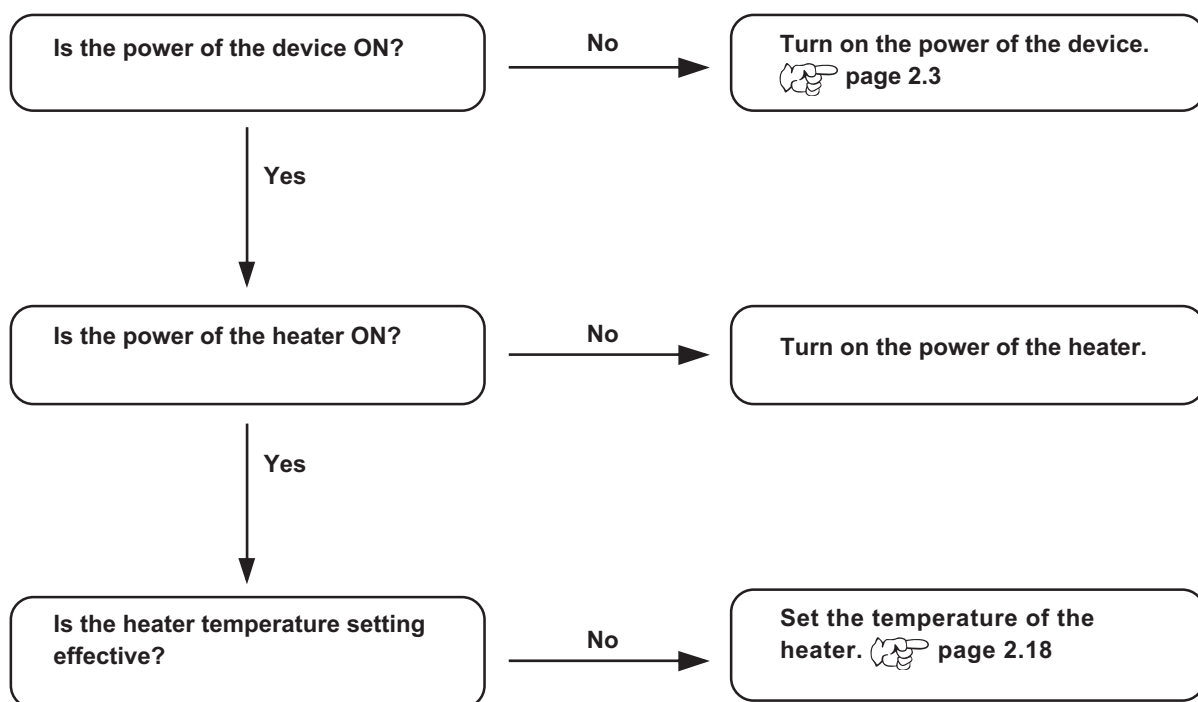 Is the power of the device ON?
No
Turn on the power of the device.
page 2.3
Yes
Is the power of the heater ON?
No
Turn on the power of the heater.
Yes
Is the heater temperature setting
effective?
No
Set the temperature of the
heater. page 2.18